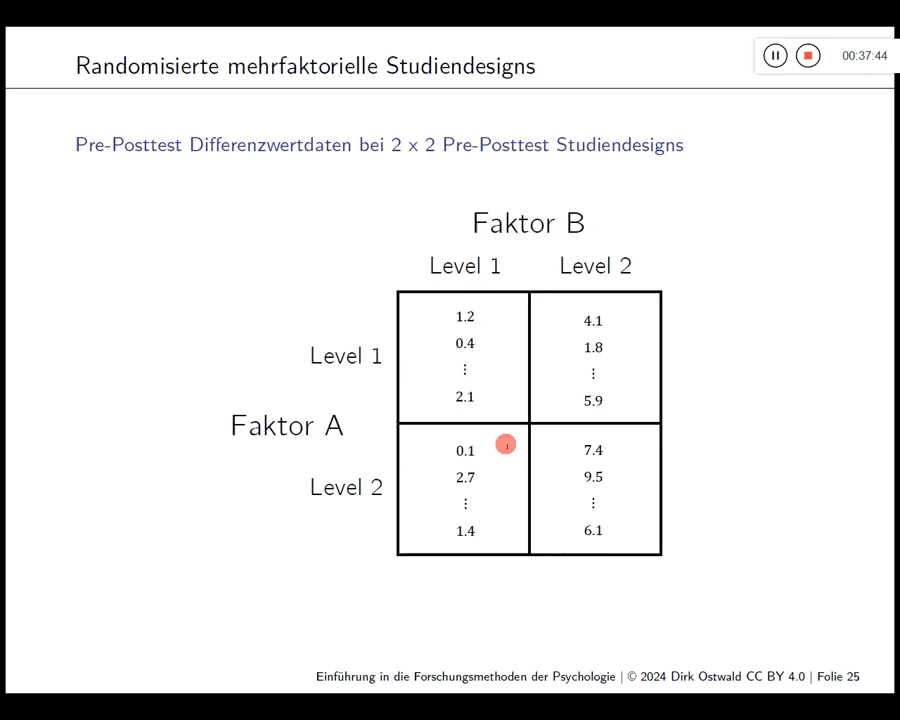 Randomisierte mehrfaktorielle Studiendesigns
00:37:44
Pre-Posttest Differenzwertdaten bei 2 x 2 Pre-Posttest Studiendesigns
Faktor B
Level 1 Level 2
Level 1
1.2 4.1
0.4 1.8
⋮ ⋮
2.1 5.9
Faktor A
Level 2
0.1 7.4
2.7 9.5
⋮ ⋮
1.4 6.1
Einführung in die Forschungsmethoden der Psychologie | © 2024 Dirk Ostwald CC BY 4.0 | Folie 25